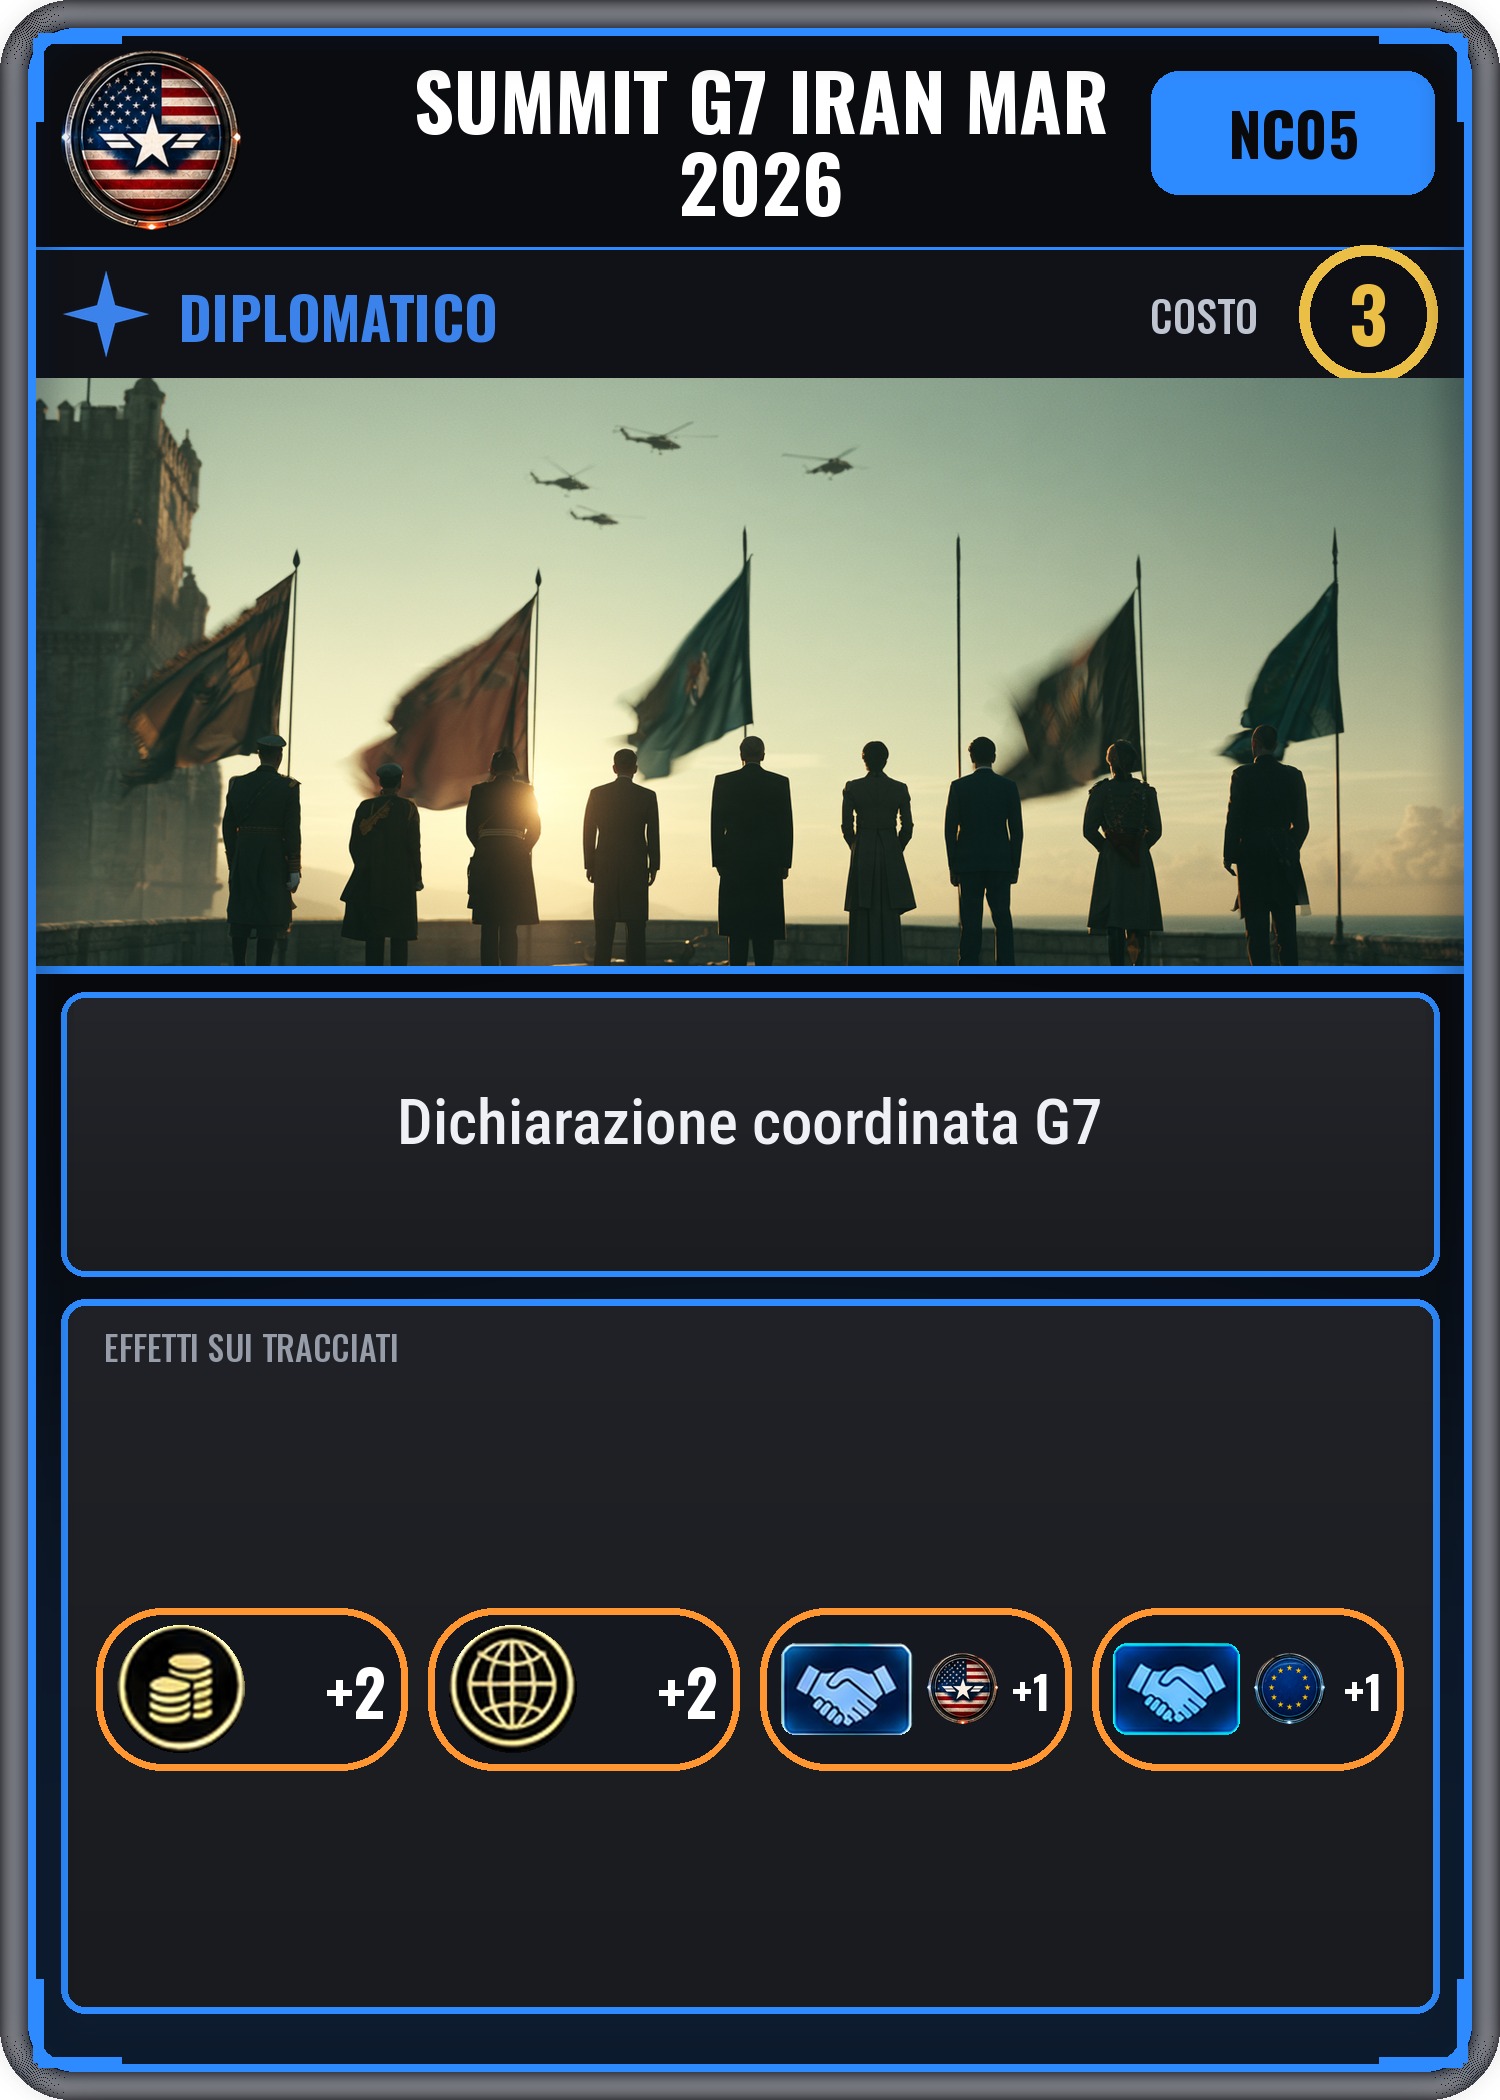 SUMMIT G7 IRAN MAR
2026
NC05
DIPLOMATICO
COSTO
3
Dichiarazione coordinata G7
EFFETTI SUI TRACCIATI
+2
+2
+1
+1